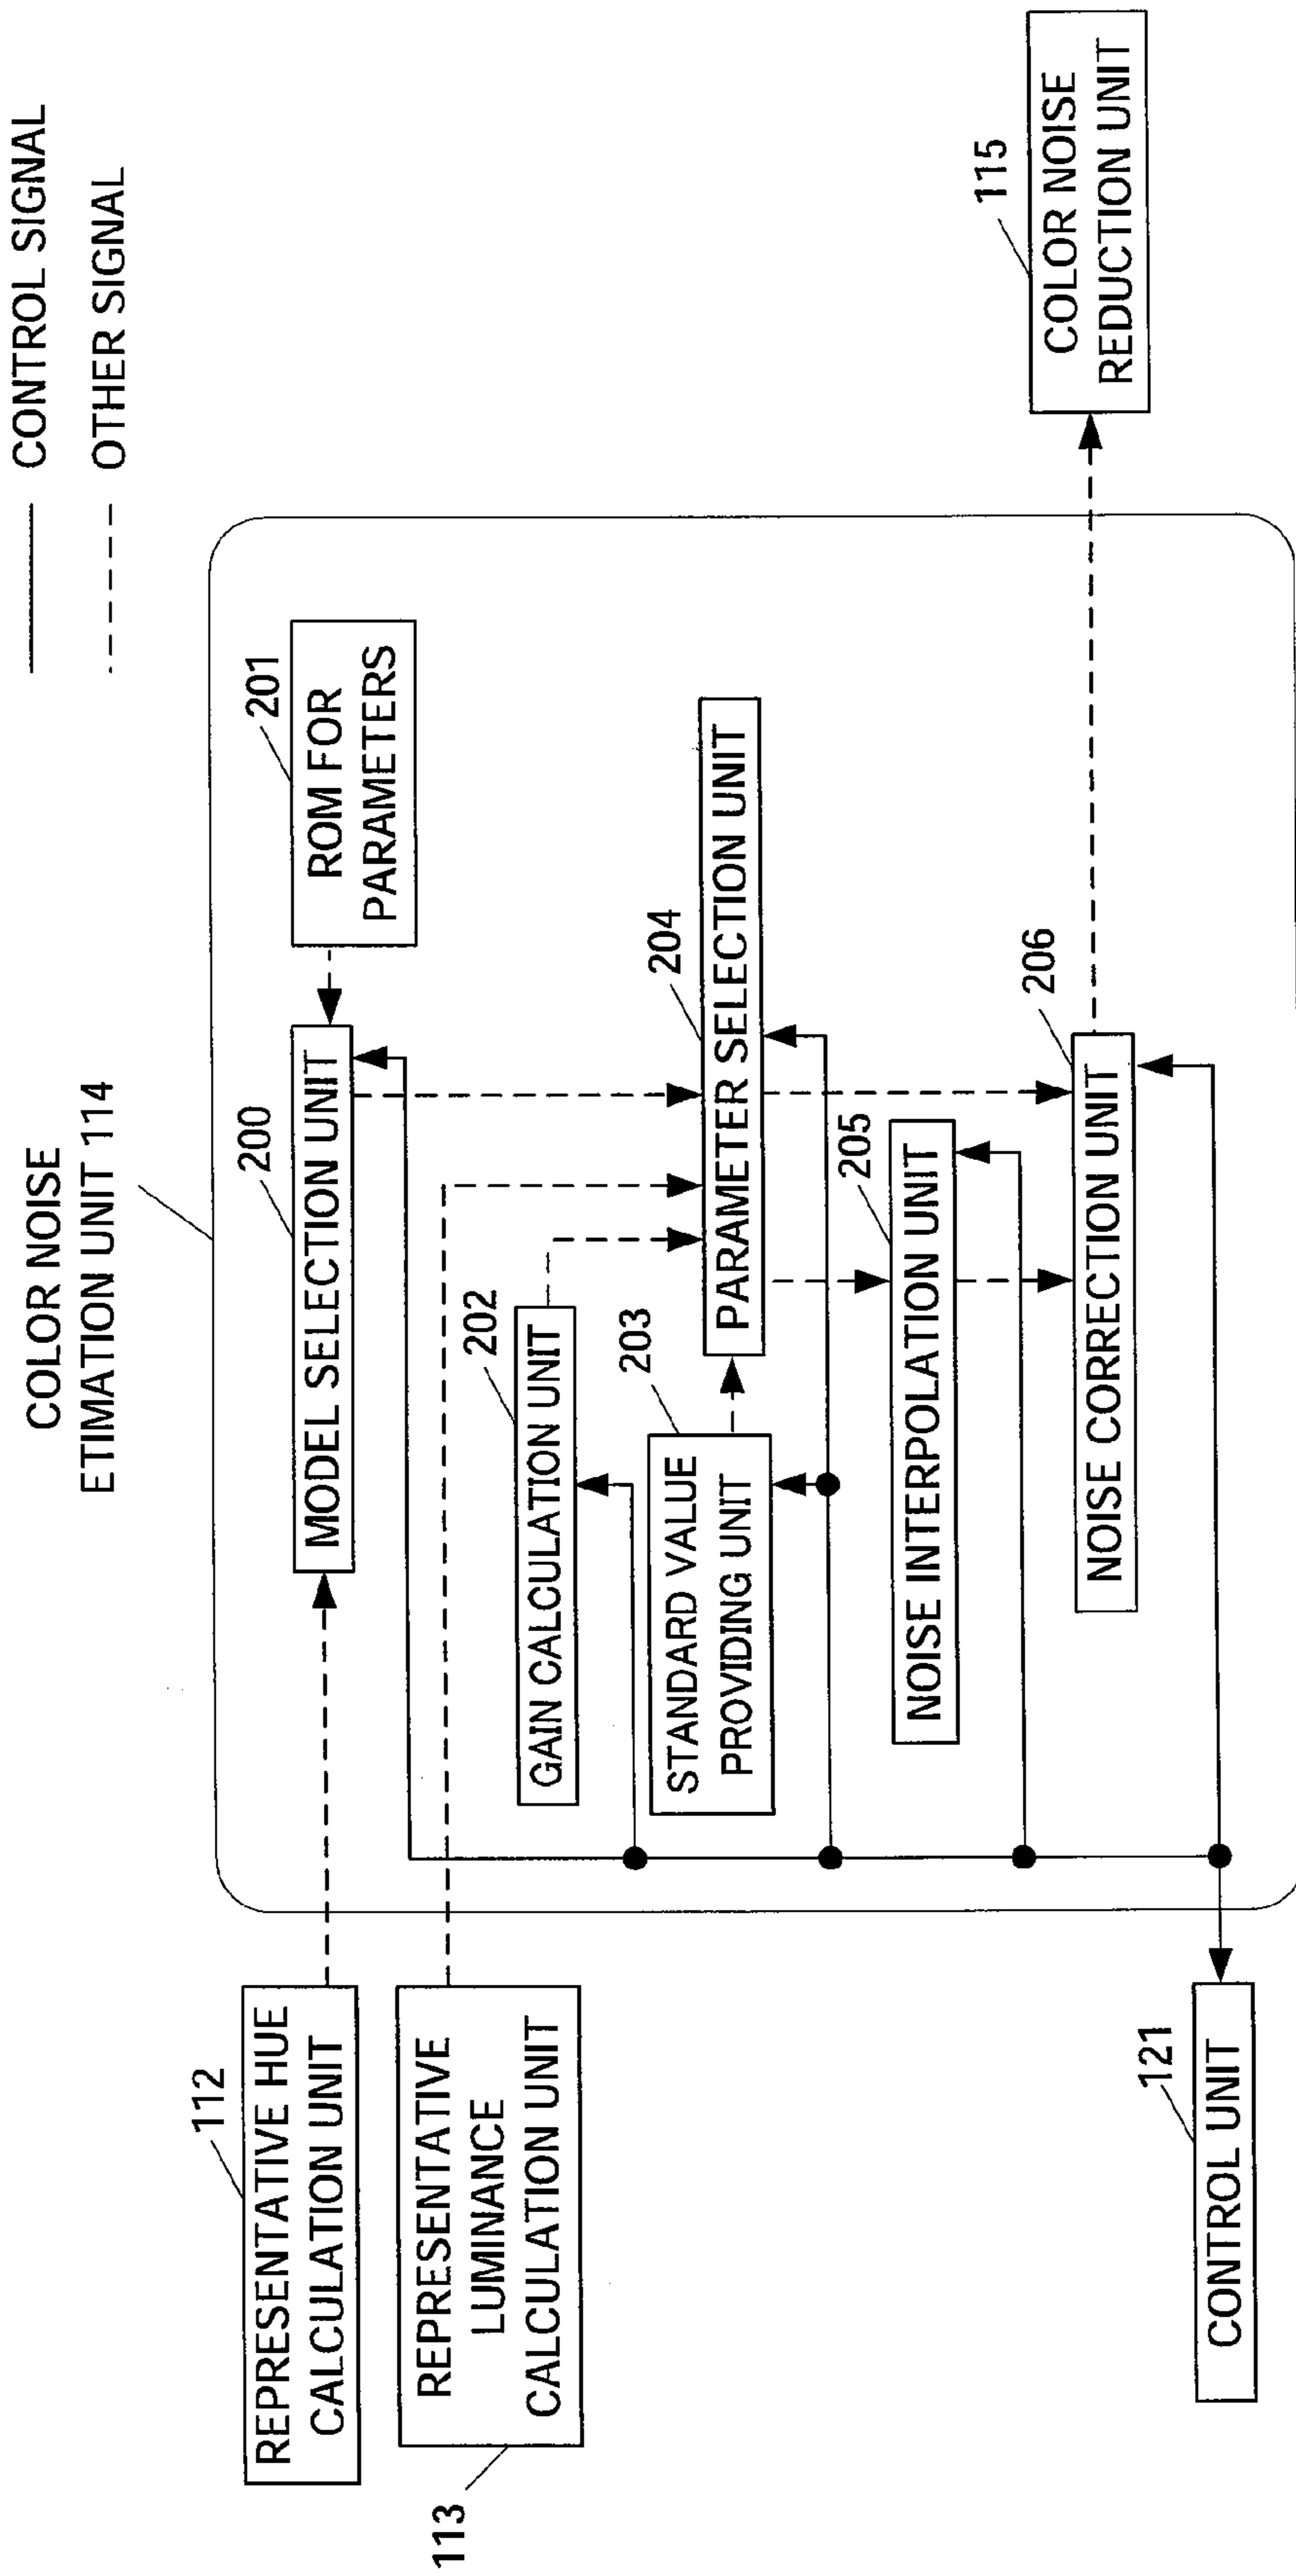 CONTROL SIGNAL
OTHER SIGNAL
COLOR NOISE
ETIMATION UNIT 114
112
REPRESENTATIVE HUE
CALCULATION UNIT
200
MODEL SELECTION UNIT
201
ROM FOR
PARAMETERS
REPRESENTATIVE
LUMINANCE
CALCULATION UNIT
113
202
GAIN CALCULATION UNIT
203
STANDARD VALUE
PROVIDING UNIT
204
PARAMETER SELECTION UNIT
205
NOISE INTERPOLATION UNIT
206
NOISE CORRECTION UNIT
115
COLOR NOISE
REDUCTION UNIT
121
CONTROL UNIT